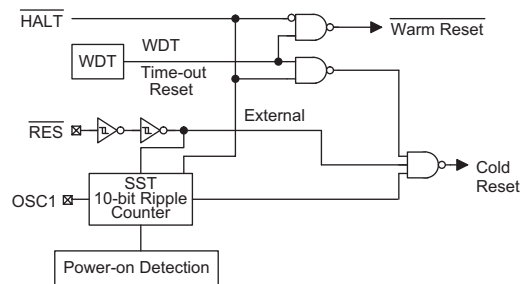 HALT
WDT
Warm Reset
WDT
Time-out
Reset
External
RES
Cold
Reset
SST
10-bit Ripple
Counter
OSC1
Power-on Detection